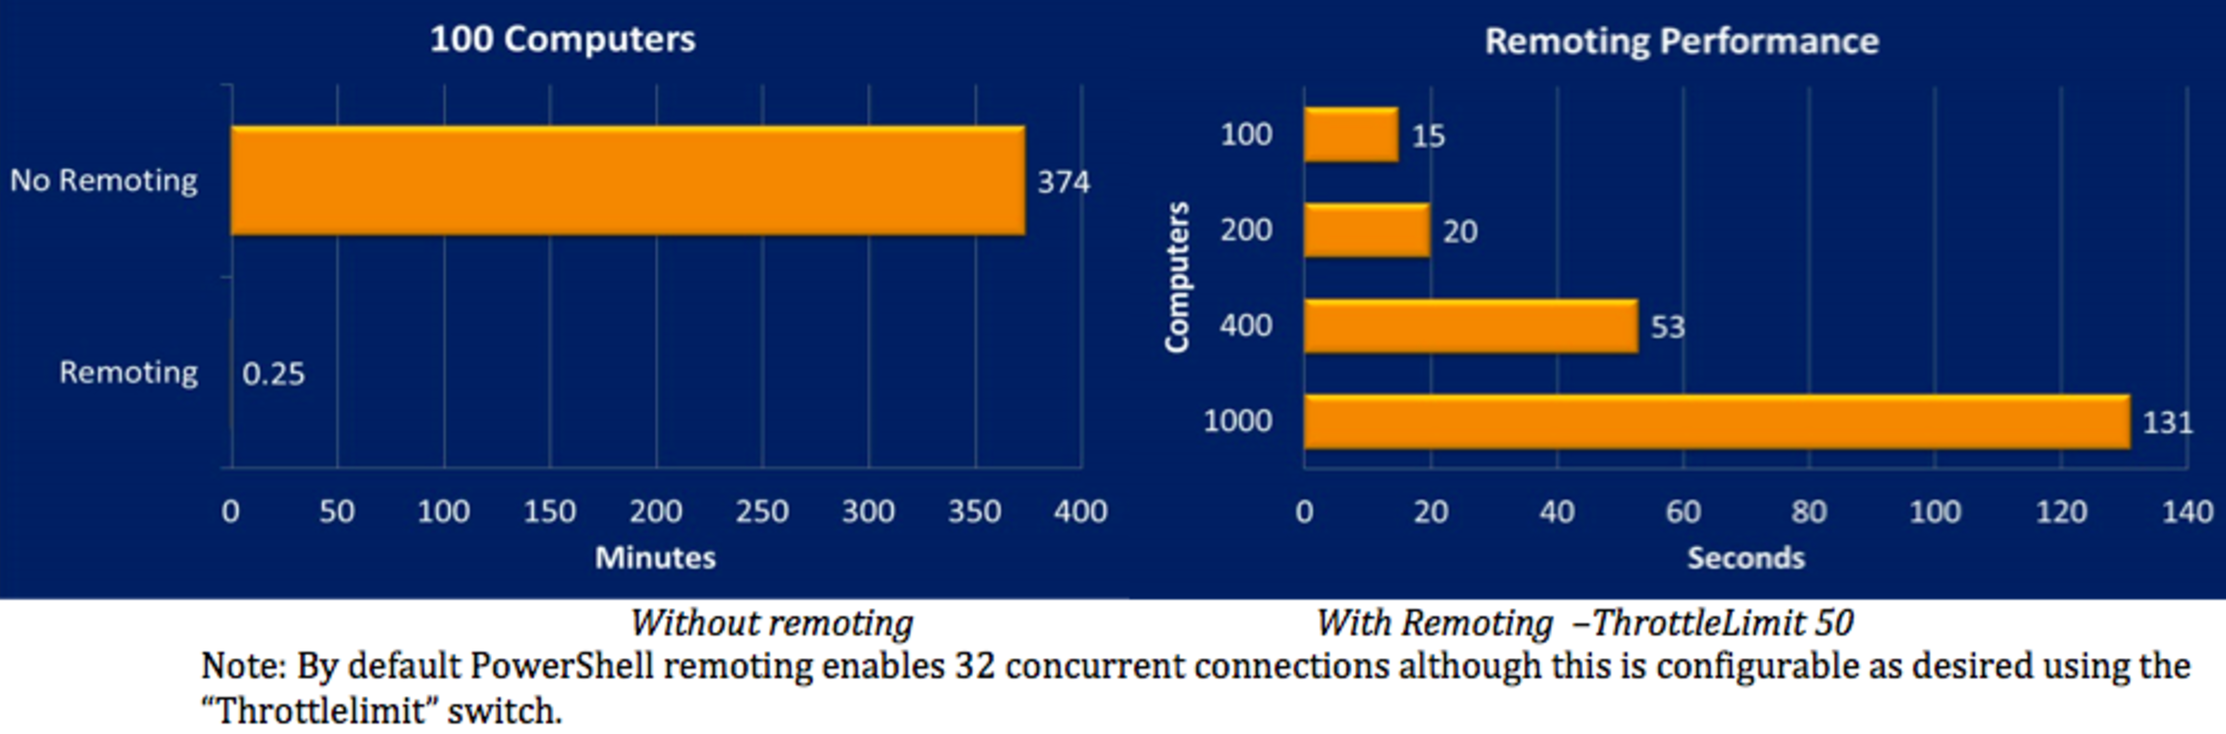 100 Computers
No Remoting
374
Remoting
0.25
0 50 100 150 200 250 300 350 400
Minutes
Remoting Performance
Computers
100
15
200
20
400
53
1000
131
0 20 40 60 80 100 120 140
Seconds
Without remoting
With Remoting –ThrottleLimit 50
Note: By default PowerShell remoting enables 32 concurrent connections although this is configurable as desired using the
“Throttlelimit” switch.